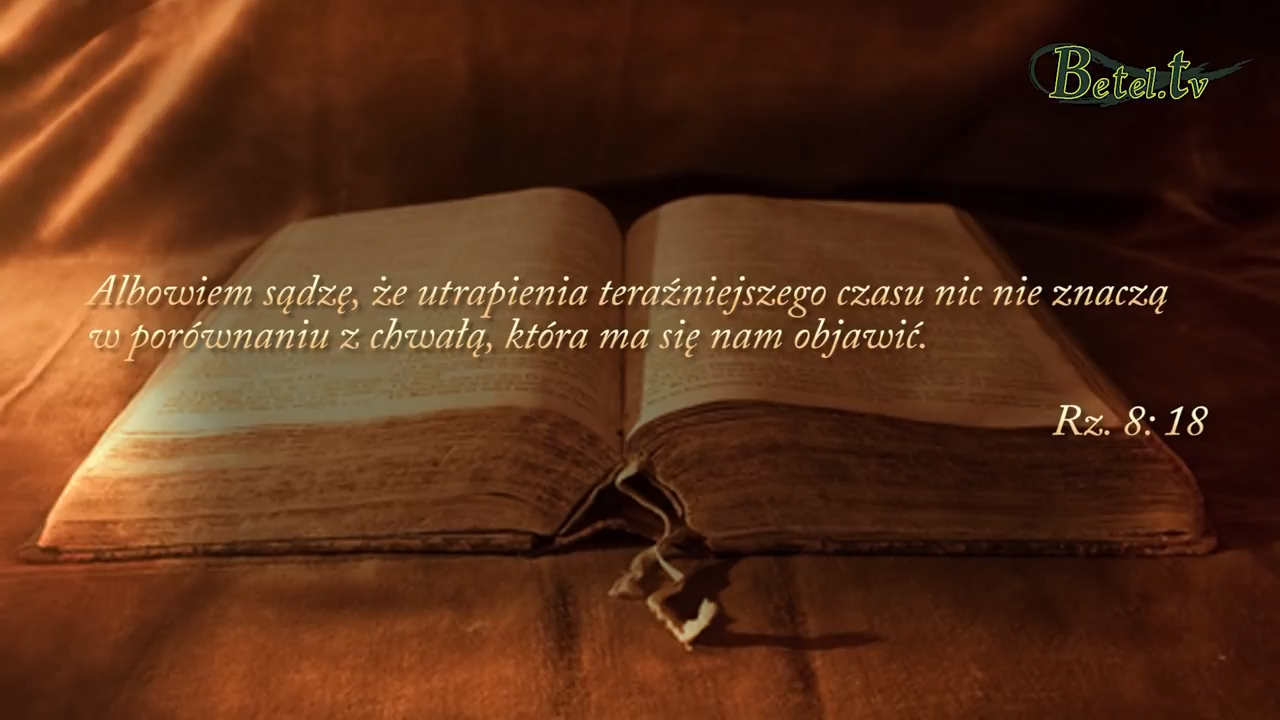 Betel.tv
Albowiem sądzę, że utrapienia teraźniejszego czasu nic nie znaczą
w porównaniu z chwałą, która ma się nam objawić.
Rz. 8: 18